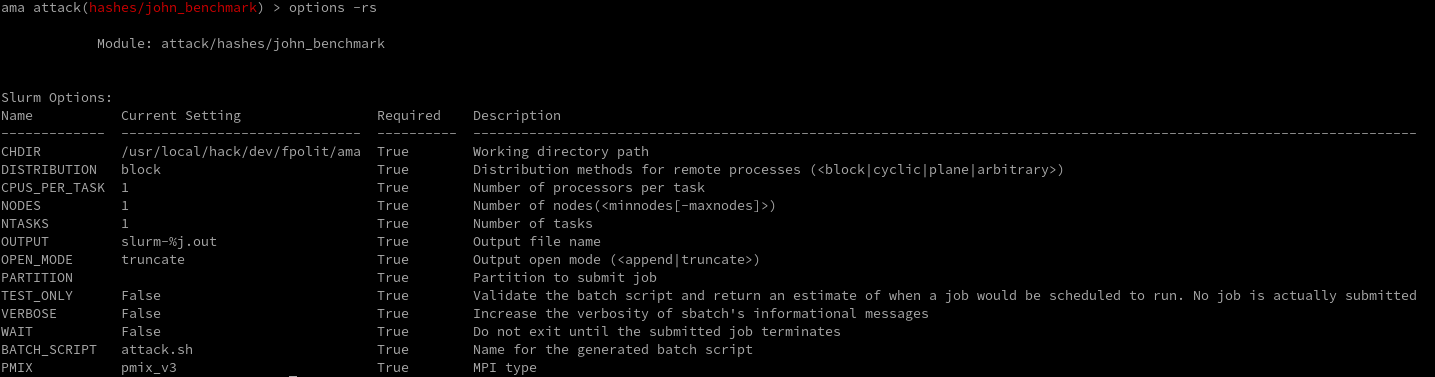 ama attack(hashes/john_benchmark) > options -rs
Module: attack/hashes/john_benchmark
Slurm Options:
Name Current Setting Required Description
------------- ------------------------------ ---------- ----------------------------------------------------------------------------------------------------------------------
CHDIR /usr/local/hack/dev/fpolit/ama True Working directory path
DISTRIBUTION block True Distribution methods for remote processes (<block|cyclic|plane|arbitrary>)
CPUS_PER_TASK 1 True Number of processors per task
NODES 1 True Number of nodes(<minnodes[-maxnodes]>)
NTASKS 1 True Number of tasks
OUTPUT slurm-%j.out True Output file name
OPEN_MODE truncate True Output open mode (<append|truncate>)
PARTITION True Partition to submit job
TEST_ONLY False True Validate the batch script and return an estimate of when a job would be scheduled to run. No job is actually submitted
VERBOSE False True Increase the verbosity of sbatch's informational messages
WAIT False True Do not exit until the submitted job terminates
BATCH_SCRIPT attack.sh True Name for the generated batch script
PMIX pmix_v3 True MPI type